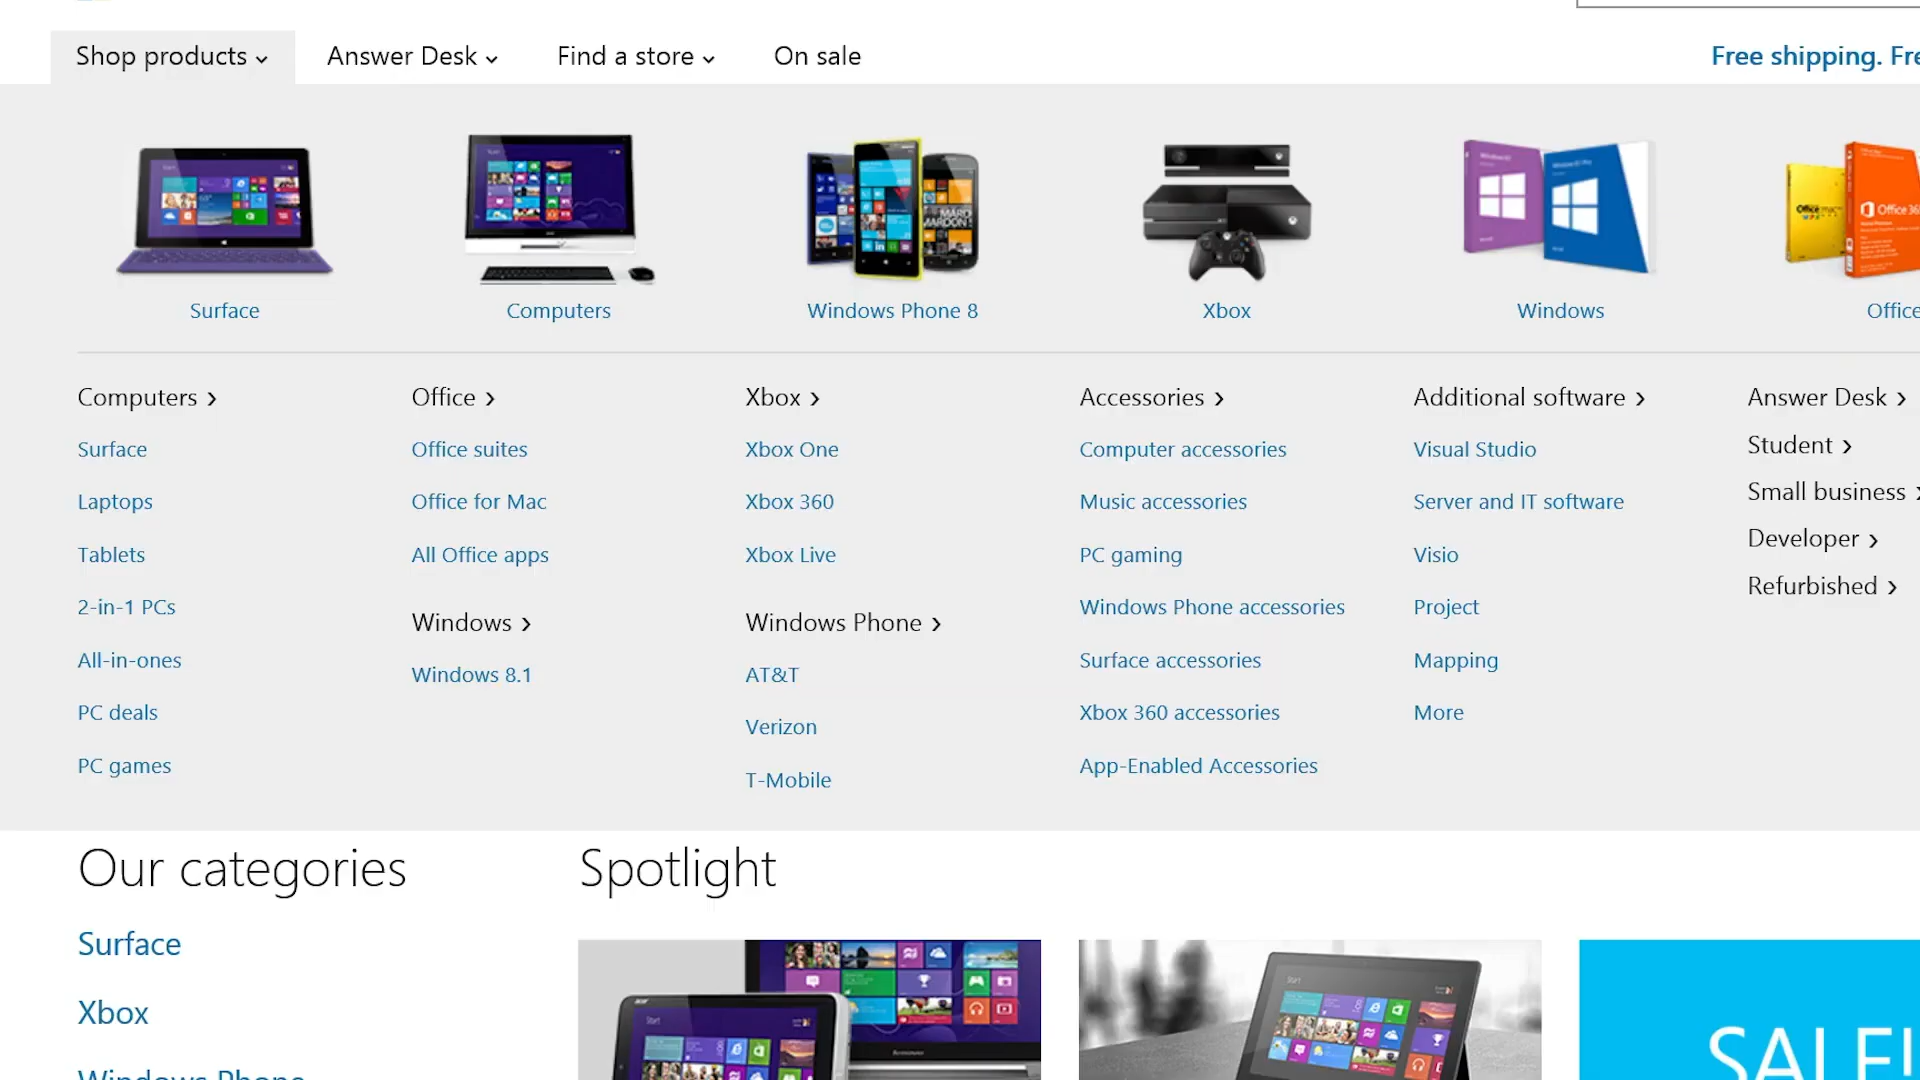 Shop products
Answer Desk
Find a store
On sale
Free shipping. Fre
Surface
Computers
Windows Phone 8
Xbox
Windows
Office
Computers
Surface
Laptops
Tablets
2-in-1 PCs
All-in-ones
PC deals
PC games
Office
Office suites
Office for Mac
All Office apps
Windows
Windows 8.1
Xbox
Xbox One
Xbox 360
Xbox Live
Windows Phone
AT&T
Verizon
T-Mobile
Accessories
Computer accessories
Music accessories
PC gaming
Windows Phone accessories
Surface accessories
Xbox 360 accessories
App-Enabled Accessories
Additional software
Visual Studio
Server and IT software
Visio
Project
Mapping
More
Answer Desk
Student
Small business
Developer
Refurbished
Our categories
Surface
Xbox
Windows Phone
Spotlight
SALE!